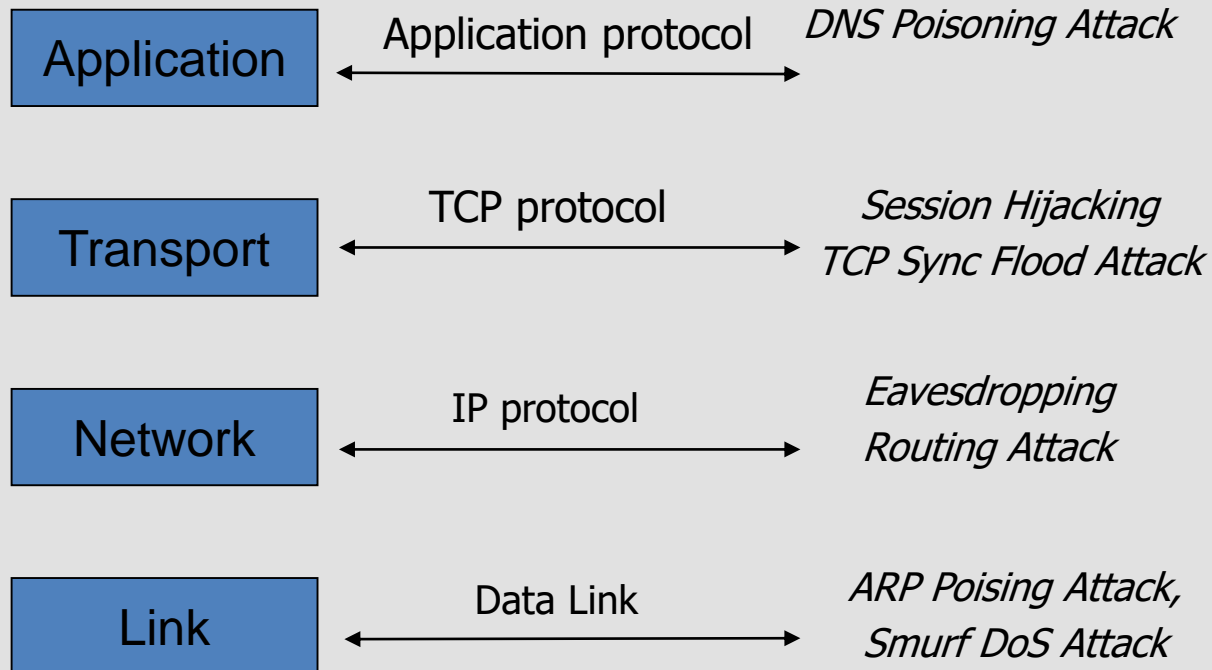 Application
Application protocol
DNS Poisoning Attack
Transport
TCP protocol
Session Hijacking
TCP Sync Flood Attack
Network
IP protocol
Eavesdropping
Routing Attack
Link
Data Link
ARP Poising Attack,
Smurf DoS Attack